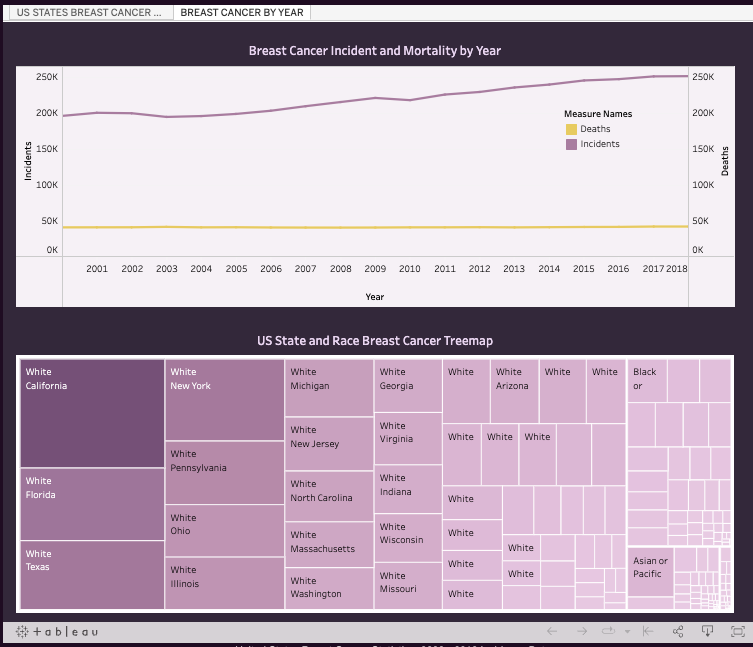 US STATES BREAST CANCER ...
BREAST CANCER BY YEAR
Breast Cancer Incident and Mortality by Year
250K
200K
150K
100K
50K
0K
Incidents
250K
200K
150K
100K
50K
0K
Deaths
Measure Names
Deaths
Incidents
2001 2002 2003 2004 2005 2006 2007 2008 2009 2010 2011 2012 2013 2014 2015 2016 2017 2018
Year
US State and Race Breast Cancer Treemap
White
California
White
Florida
White
Texas
White
New York
White
Pennsylvania
White
Ohio
White
Illinois
White
Michigan
White
New Jersey
White
North Carolina
White
Massachusetts
White
Washington
White
Georgia
White
Virginia
White
Indiana
White
Wisconsin
White
Missouri
White
White
Arizona
White
White
White
White
White
White
White
White
White
White
White
Black
or
Asian or
Pacific
+ableau